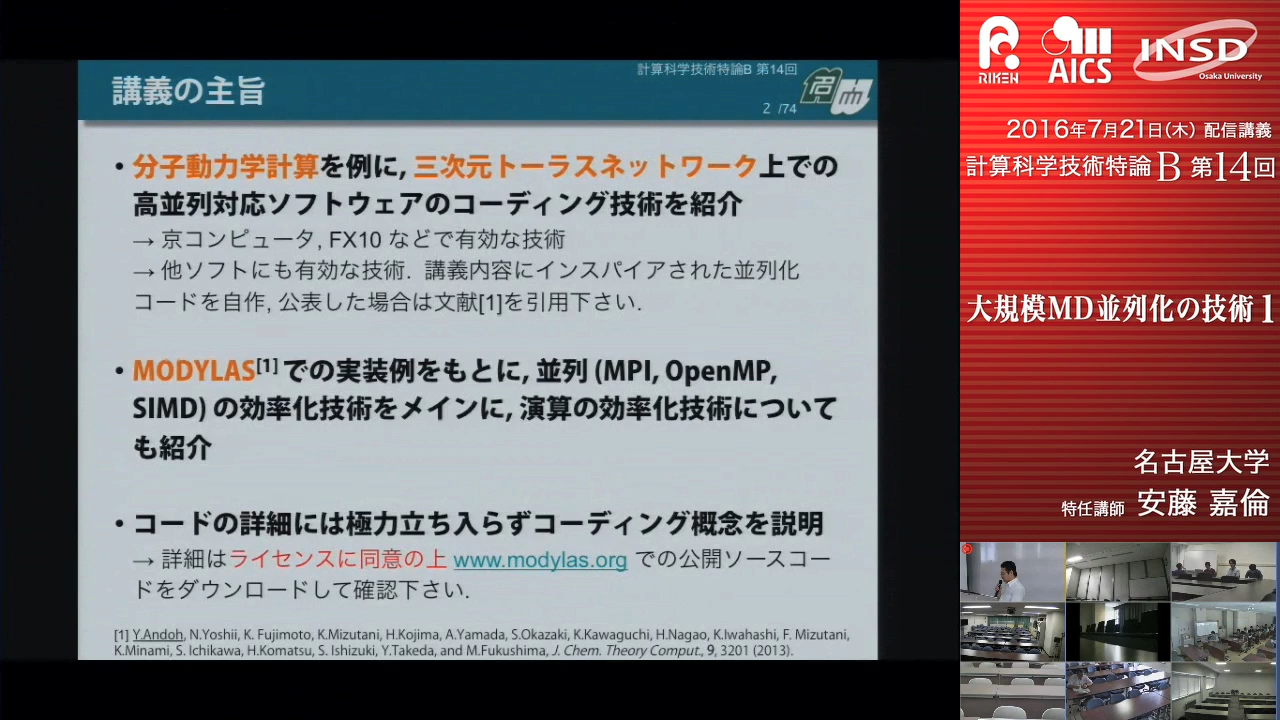 講義の主旨
計算科学技術特論B 第14回
2 /74
• 分子動力学計算を例に, 三次元トーラスネットワーク上での
高並列対応ソフトウェアのコーディング技術を紹介
→ 京コンピュータ, FX10 などで有効な技術
→ 他ソフトにも有効な技術. 講義内容にインスパイアされた並列化
コードを自作, 公表した場合は文献[1]を引用下さい.
• MODYLAS[1] での実装例をもとに, 並列 (MPI, OpenMP,
SIMD) の効率化技術をメインに, 演算の効率化技術について
も紹介
• コードの詳細には極力立ち入らずコーディング概念を説明
→ 詳細はライセンスに同意の上 www.modylas.org での公開ソースコー
ドをダウンロードして確認下さい.
[1] Y.Andoh, N.Yoshii, K. Fujimoto, K.Mizutani, H.Kojima, A.Yamada, S.Okazaki, K.Kawaguchi, H.Nagao, K.Iwahashi, F. Mizutani,
K.Minami, S. Ichikawa, H.Komatsu, S. Ishizuki, Y.Takeda, and M.Fukushima, J. Chem. Theory Comput., 9, 3201 (2013).
RIKEN
AICS
INSD
Osaka University
2016年7月21日(木) 配信講義
計算科学技術特論 B 第14回
大規模MD並列化の技術1
名古屋大学
特任講師 安藤 嘉倫